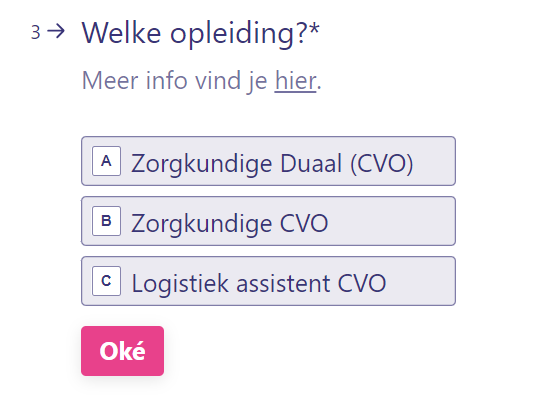 3 → Welke opleiding?*
Meer info vind je hier.
A Zorgkundige Duaal (CVO)
B Zorgkundige CVO
C Logistiek assistent CVO
Oké